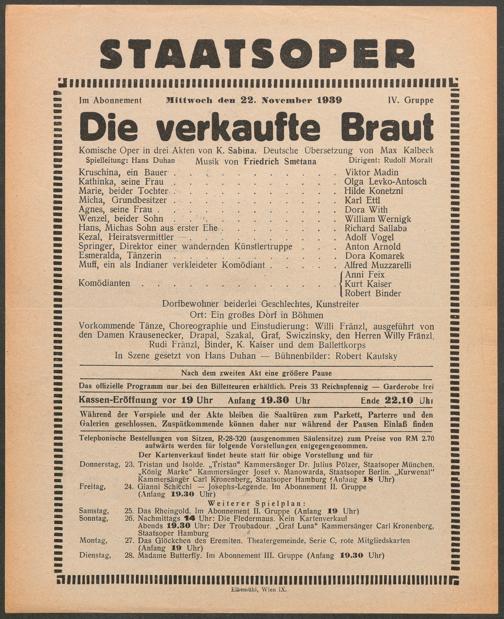 STAATSOPER
Im Abonnement Mittwoch den 22. November 1939 IV. Gruppe
Die verkaufte Braut
Komische Oper in drei Akten von K. Sabina. Deutsche Übersetzung von Max Kalbeck
Spielleitung: Hans Duhan Musik von Friedrich Smetana Dirigent: Rudolf Moralt
Kruschina, ein Bauer . . . . . . . . . . Viktor Madin
Kathinka, seine Frau . . . . . . . . . . Olga Levko-Antosch
Marie, beider Tochter . . . . . . . . . . Hilde Konetzni
Micha, Grundbesitzer . . . . . . . . . . Karl Ettl
Agnes, seine Frau . . . . . . . . . . Dora With
Wenzel, beider Sohn . . . . . . . . . . William Wernigk
Hans, Michas Sohn aus erster Ehe . . . . . . . . Richard Sallaba
Kezal, Heiratsvermittler . . . . . . . . . . Adolf Vogel
Springer, Direktor einer wandernden Künstlertruppe . . . . . Anton Arnold
Esmeralda, Tänzerin . . . . . . . . . . Dora Komarek
Muff, ein als Indianer verkleideter Komödiant . . . . . . Alfred Muzzarelli
Komödianten . . . . . . . . . . { Anni Feix
Kurt Kaiser
Robert Binder
Dorfbewohner beiderlei Geschlechtes, Kunstreiter
Ort: Ein großes Dorf in Böhmen
Vorkommende Tänze, Choreographie und Einstudierung: Willi Fränzl, ausgeführt von
den Damen Krausenecker, Drapal, Szakal, Graf, Swiczinsky, den Herren Willy Fränzl,
Rudi Fränzl, Binder, K. Kaiser und dem Ballettkorps
In Szene gesetzt von Hans Duhan — Bühnenbilder: Robert Kautsky
Nach dem zweiten Akt eine größere Pause
Das offizielle Programm nur bei den Billetteuren erhältlich. Preis 33 Reichspfennig — Garderobe frei
Kassen-Eröffnung vor 19 Uhr Anfang 19.30 Uhr Ende 22.10 Uhr
Während der Vorspiele und der Akte bleiben die Saaltüren zum Parkett, Parterre und den
Galerien geschlossen. Zuspätkommende können daher nur während der Pausen Einlaß finden
Telephonische Bestellungen von Sitzen, R-28-320 (ausgenommen Säulensitze) zum Preise von RM 2.70
aufwärts werden für folgende Vorstellungen entgegengenommen.
Der Kartenverkauf findet heute statt für obige Vorstellung und für
Donnerstag, 23. Tristan und Isolde. „Tristan“ Kammersänger Dr. Julius Pölzer, Staatsoper München,
„König Marke“ Kammersänger Josef v. Manowarda, Staatsoper Berlin. „Kurwenal“
Kammersänger Carl Kronenberg, Staatsoper Hamburg (Anfang 18 Uhr)
Freitag, 24. Gianni Schicchi — Josephs-Legende. Im Abonnement II. Gruppe
(Anfang 19.30 Uhr)
Weiterer Spielplan:
Samstag, 25. Das Rheingold. Im Abonnement II. Gruppe (Anfang 19 Uhr)
Sonntag, 26. Nachmittags 14 Uhr: Die Fledermaus. Kein Kartenverkauf
Abends 19.30 Uhr: Der Troubadour. „Graf Luna“ Kammersänger Carl Kronenberg,
Staatsoper Hamburg
Montag, 27. Das Glöckchen des Eremiten. Theatergemeinde, Serie C, rote Mitgliedskarten
(Anfang 19 Uhr)
Dienstag, 28. Madame Butterfly. Im Abonnement III. Gruppe (Anfang 19.30 Uhr)
Elbemühl, Wien IX.